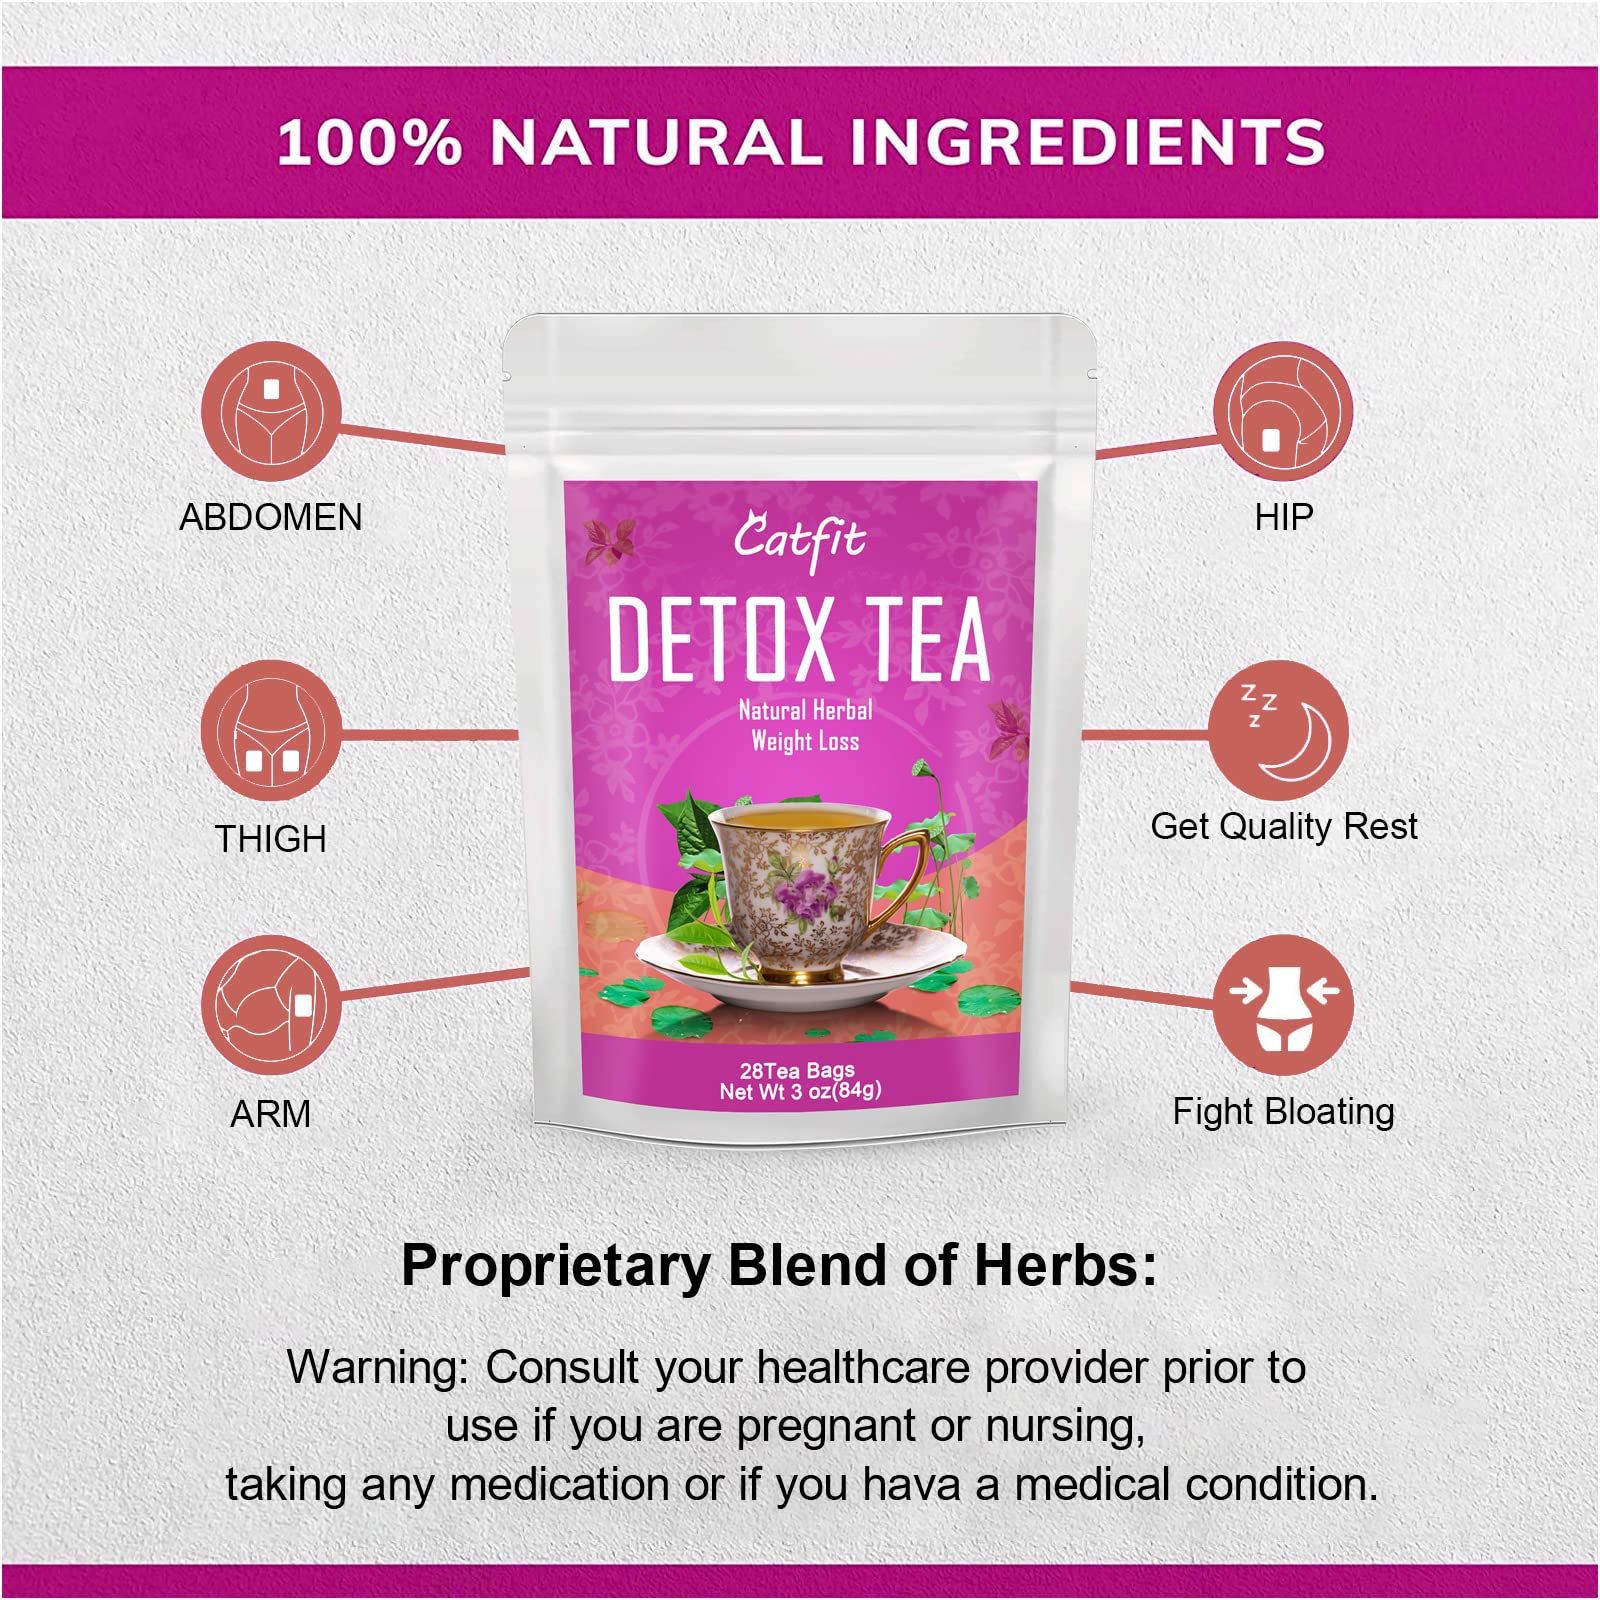 100% NATURAL INGREDIENTS
ABDOMEN
HIP
Catfit
DETOX TEA
Natural Herbal
Weight Loss
THIGH
z z
z
Get Quality Rest
ARM
Fight Bloating
28Tea Bags
Net Wt 3 oz(84g)
Proprietary Blend of Herbs:
Warning: Consult your healthcare provider prior to
use if you are pregnant or nursing,
taking any medication or if you hava a medical condition.